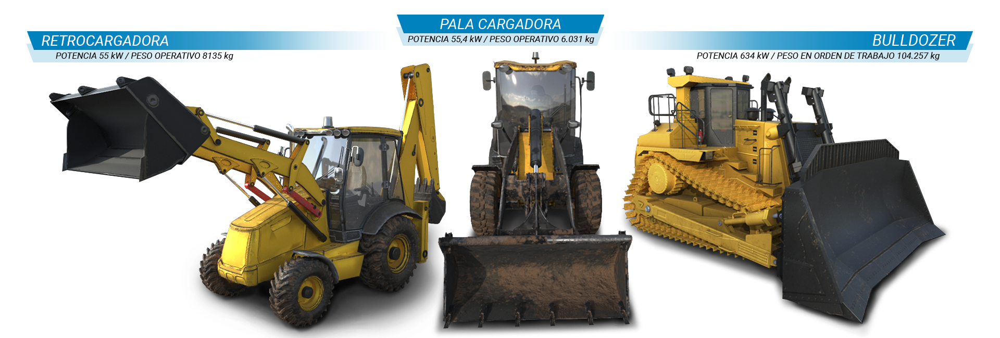 RETROCARGADORA
POTENCIA 55 kW / PESO OPERATIVO 8135 kg
PALA CARGADORA
POTENCIA 55,4 kW / PESO OPERATIVO 6.031 kg
BULLDOZER
POTENCIA 634 kW / PESO EN ORDEN DE TRABAJO 104.257 kg